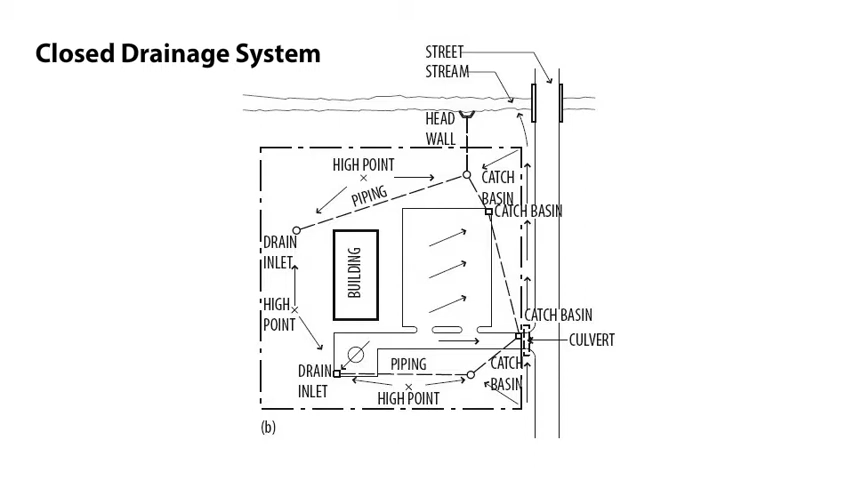 Closed Drainage System
STREET
STREAM
HEAD
WALL
HIGH POINT
PIPING
CATCH
BASIN
CATCH BASIN
DRAIN
INLET
BUILDING
HIGH
POINT
CATCH BASIN
CULVERT
PIPING
CATCH
BASIN
DRAIN
INLET
HIGH POINT
(b)